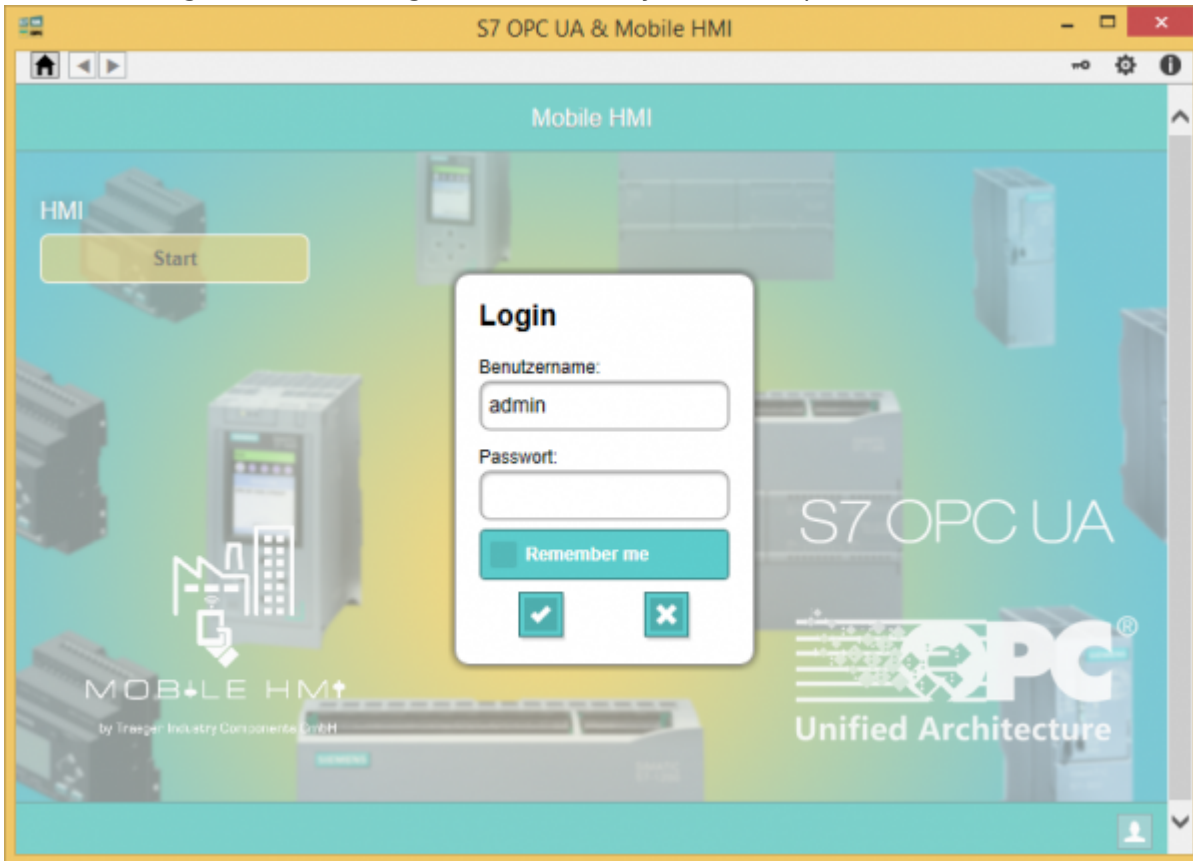 S7 OPC UA & Mobile HMI
Mobile HMI
HMI
Start
Login
Benutzername:
admin
Passwort:
Remember me
S7 OPC UA
MOBILE HMI
by Traeger Industry Components GmbH
OPC®
Unified Architecture
SIEMENS